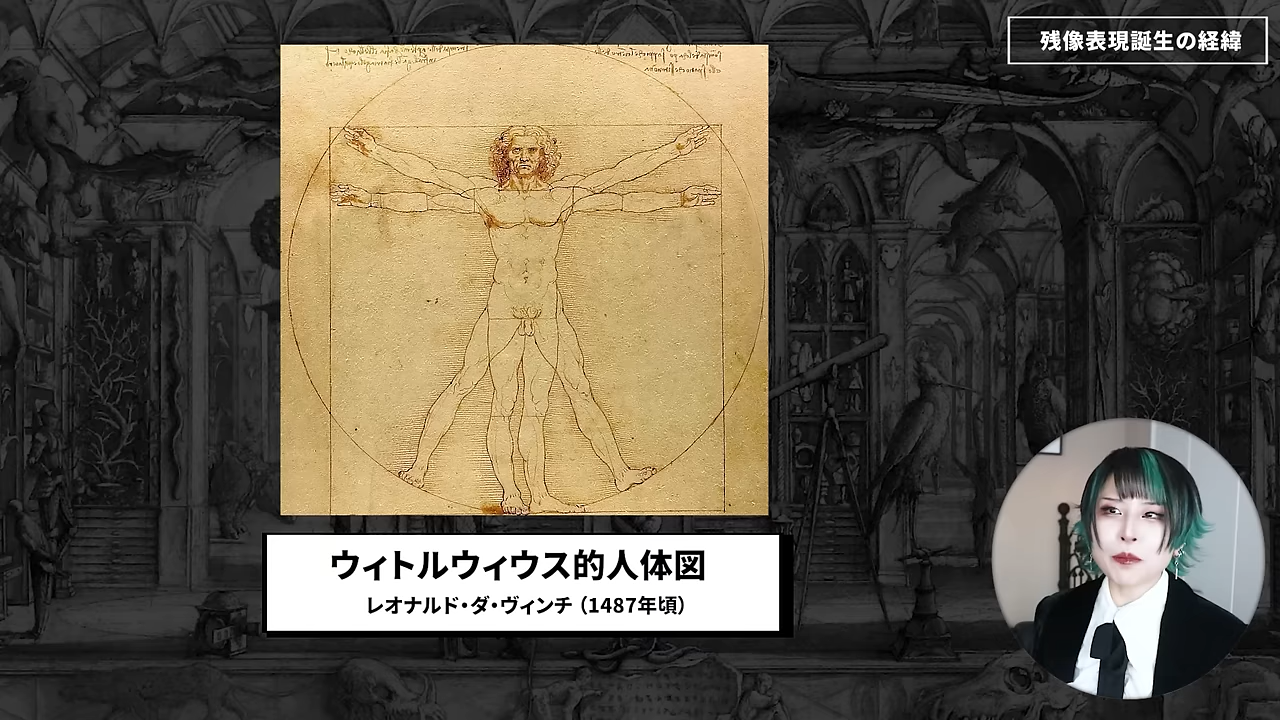 残像表現誕生の経緯
ウィトルウィウス的人体図
レオナルド・ダ・ヴィンチ（1487年頃）